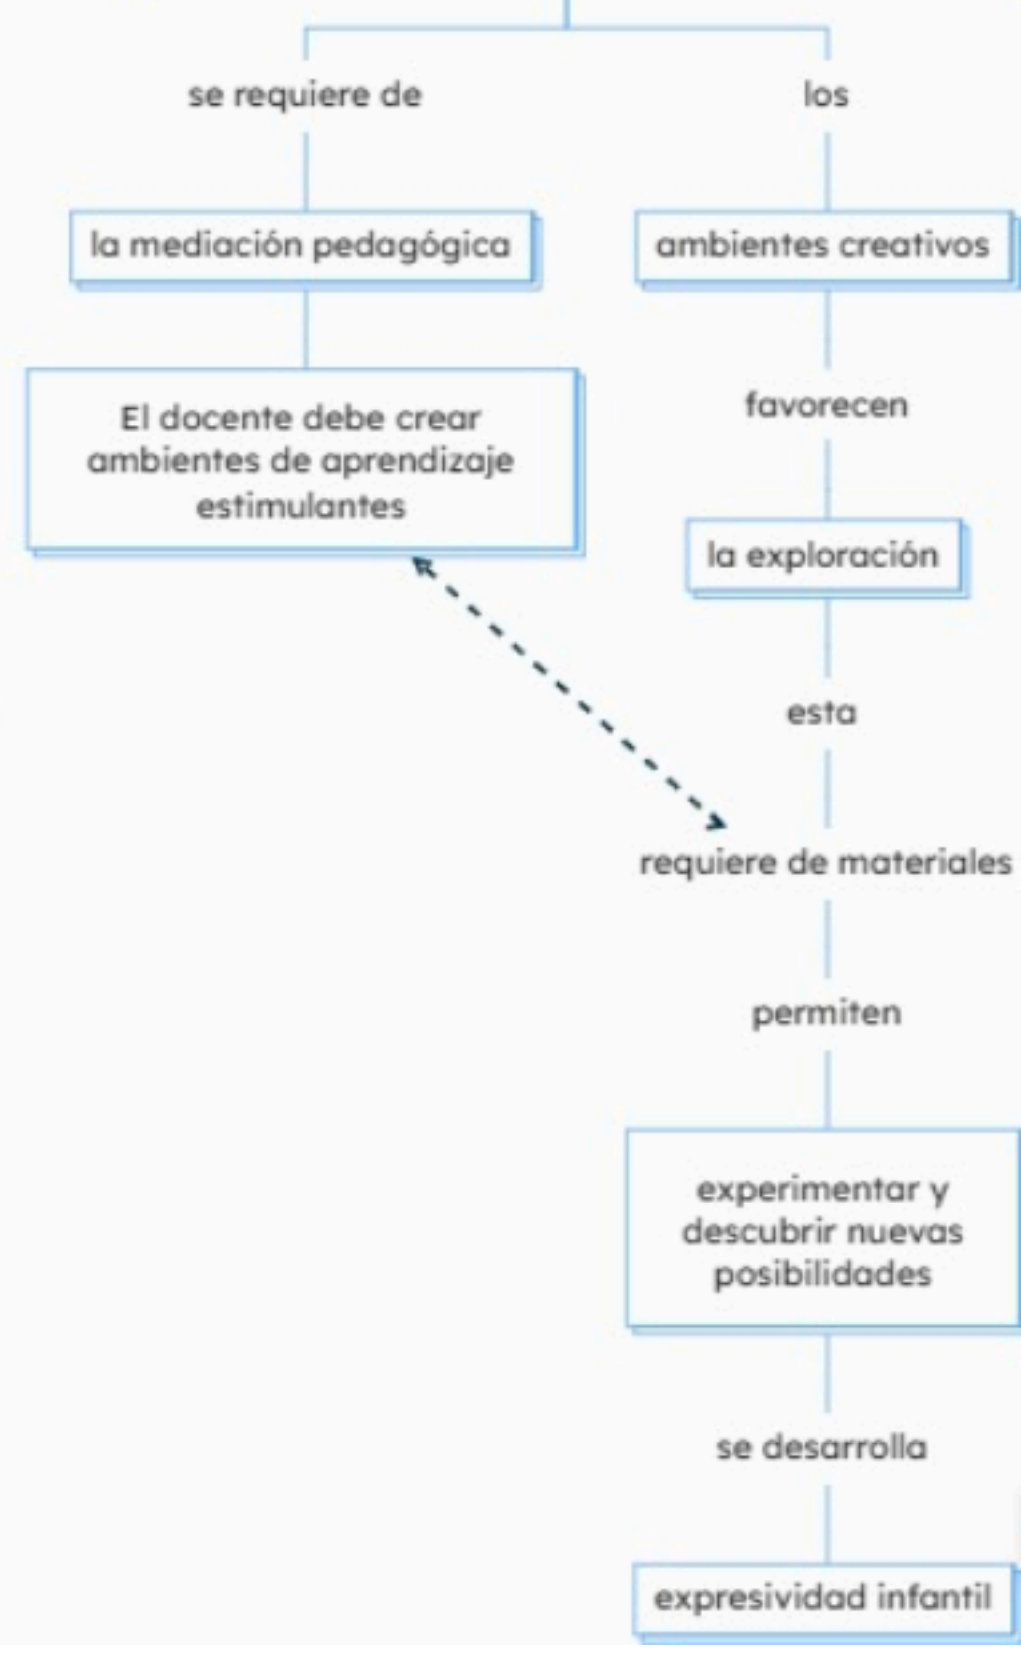 se requiere de
la mediación pedagógica
El docente debe crear
ambientes de aprendizaje
estimulantes
los
ambientes creativos
favorecen
la exploración
esta
requiere de materiales
permiten
experimentar y
descubrir nuevas
posibilidades
se desarrolla
expresividad infantil